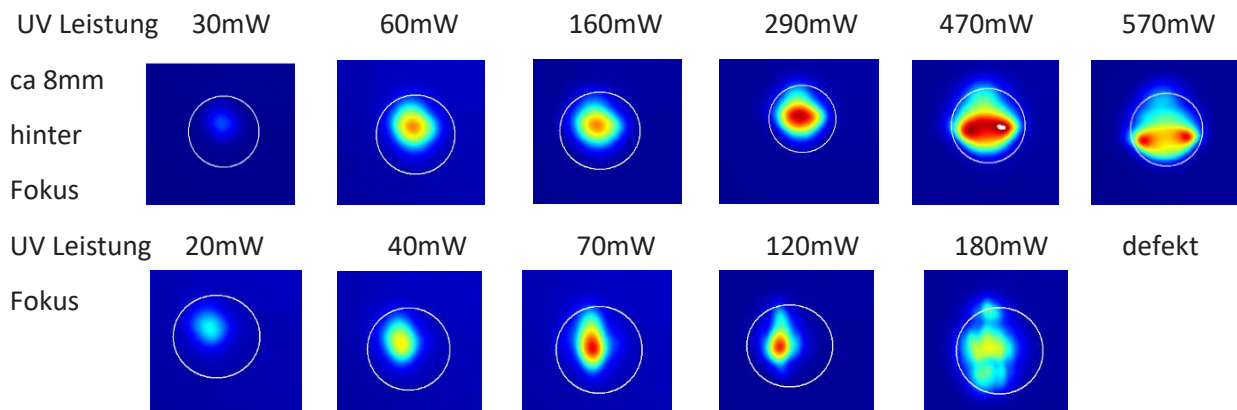 UV Leistung 30mW 60mW 160mW 290mW 470mW 570mW
ca 8mm
hinter
Fokus
UV Leistung 20mW 40mW 70mW 120mW 180mW defekt
Fokus